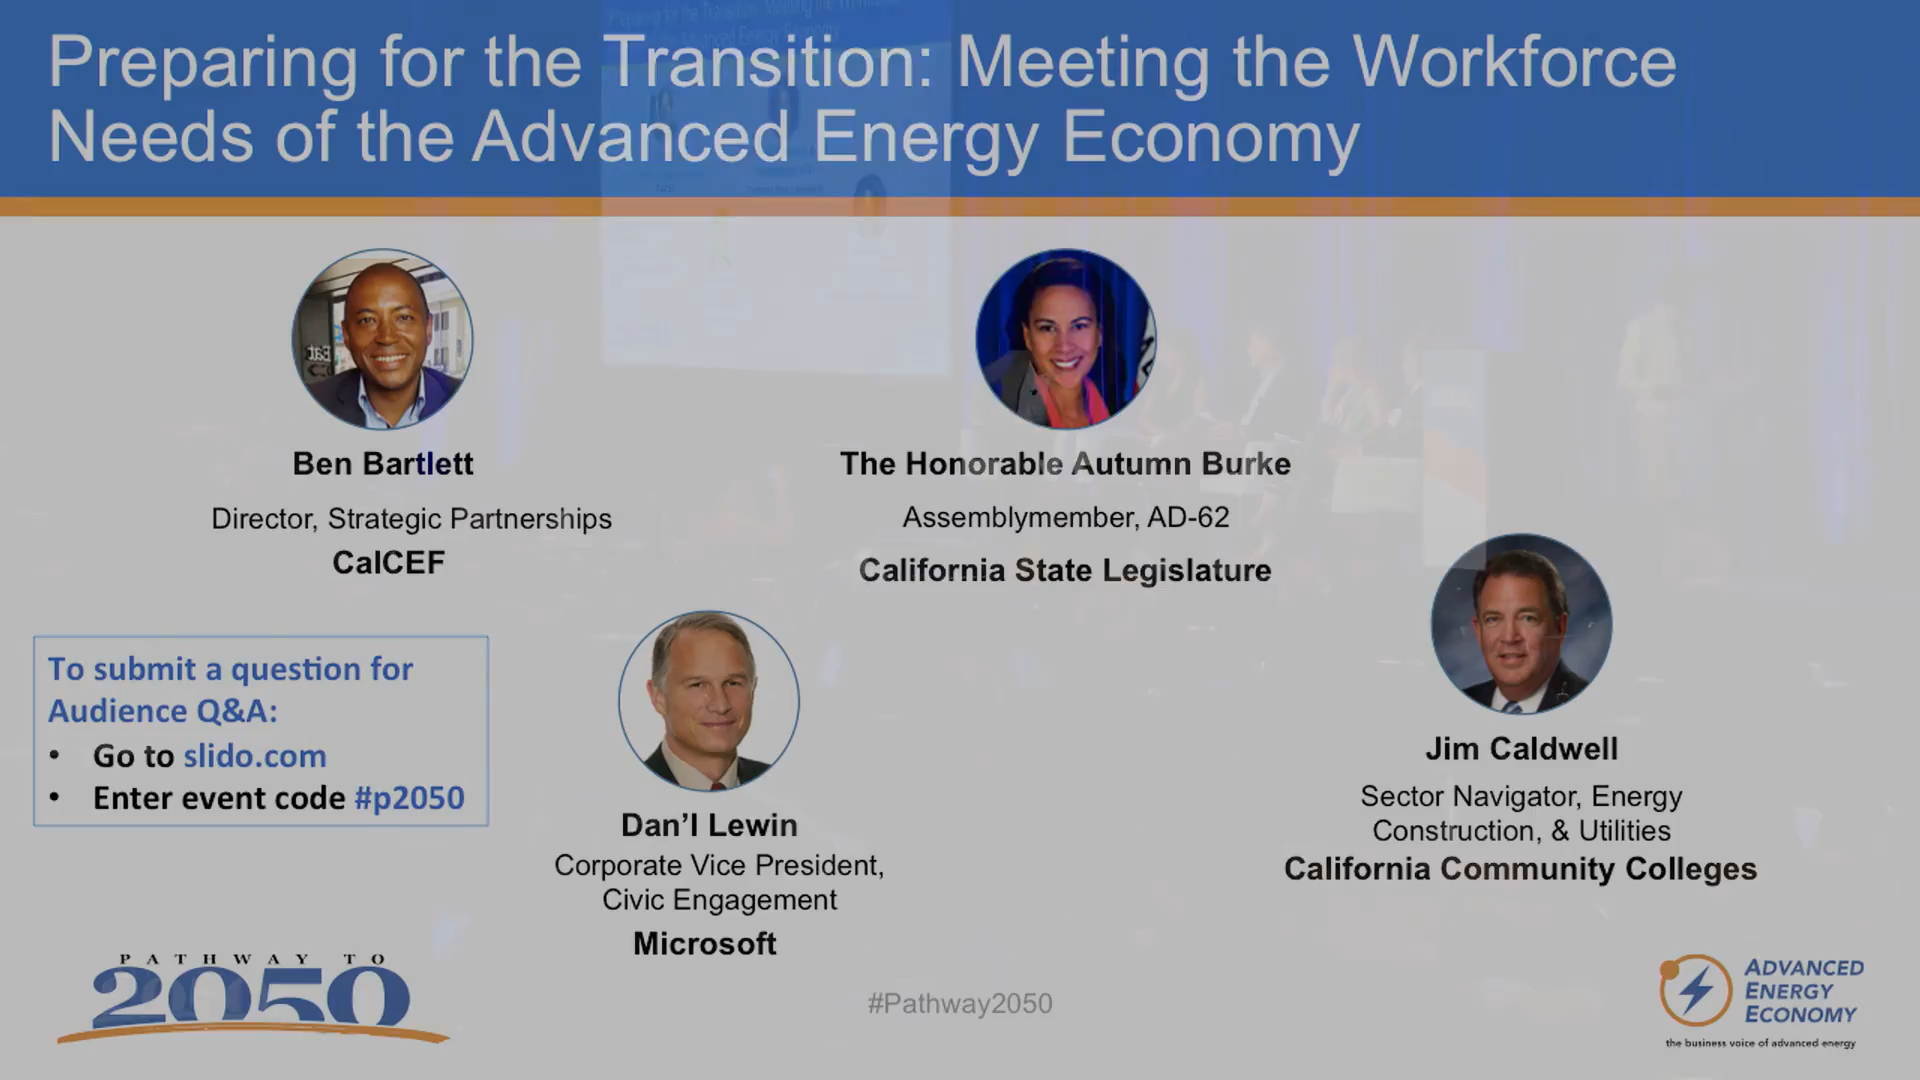 Preparing for the Transition: Meeting the Workforce
Needs of the Advanced Energy Economy
Ben Bartlett
Director, Strategic Partnerships
CalCEF
The Honorable Autumn Burke
Assemblymember, AD-62
California State Legislature
Dan’l Lewin
Corporate Vice President,
Civic Engagement
Microsoft
Jim Caldwell
Sector Navigator, Energy
Construction, & Utilities
California Community Colleges
To submit a question for
Audience Q&A:
• Go to slido.com
• Enter event code #p2050
PATHWAY TO
2050
#Pathway2050
ADVANCED
ENERGY
ECONOMY
the business voice of advanced energy